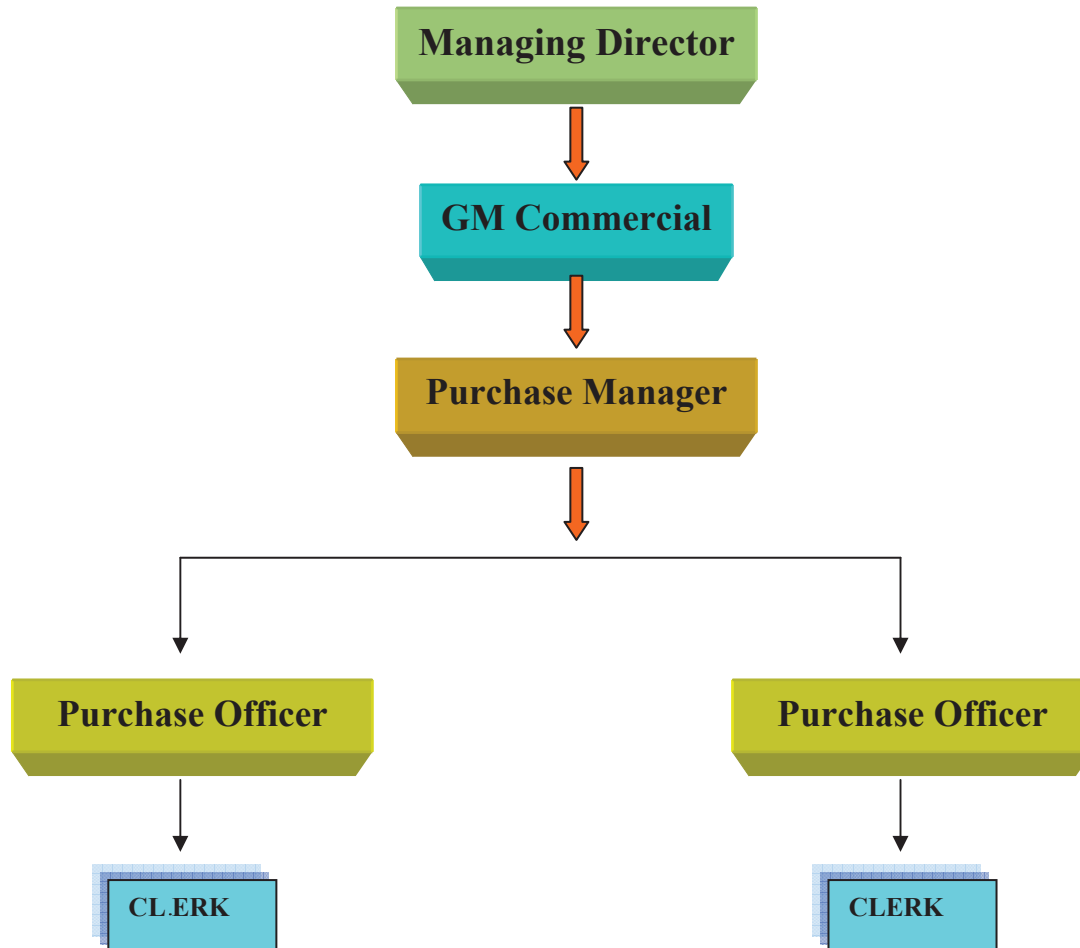 Managing Director
GM Commercial
Purchase Manager
Purchase Officer
Purchase Officer
CL.ERK
CLERK